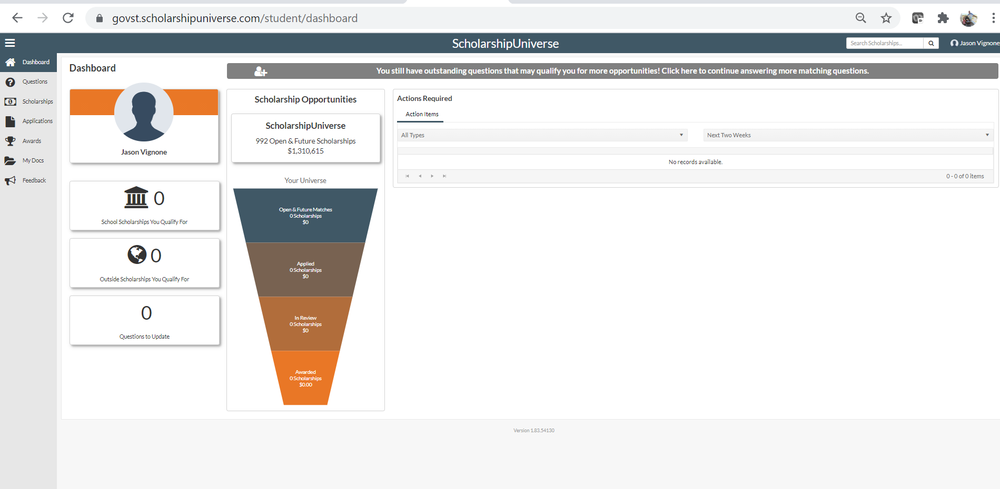 govst.scholarshipuniverse.com/student/dashboard
ScholarshipUniverse
Search Scholarships...
Jason Vignone
Dashboard
Questions
Scholarships
Applications
Awards
My Docs
Feedback
Dashboard
You still have outstanding questions that may qualify you for more opportunities! Click here to continue answering more matching questions.
Jason Vignone
0
School Scholarships You Qualify For
0
Outside Scholarships You Qualify For
0
Questions to Update
Scholarship Opportunities
ScholarshipUniverse
992 Open & Future Scholarships
$1,310,615
Your Universe
Open & Future Matches
0 Scholarships
$0
Applied
0 Scholarships
$0
In Review
0 Scholarships
$0
Awarded
0 Scholarships
$0.00
Actions Required
Action Items
All Types
Next Two Weeks
No records available.
0 - 0 of 0 items
Version 1.83.54130